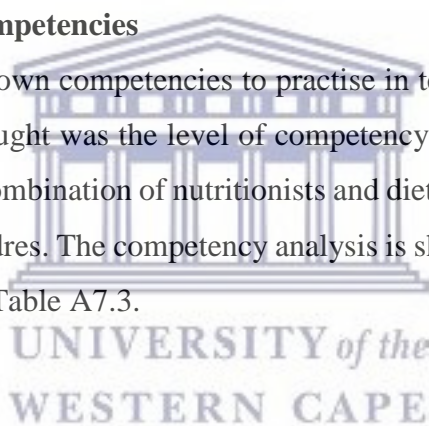 mpetencies
own competencies to practise in te
ught was the level of competency
ombination of nutritionists and diet
dres. The competency analysis is sh
Table A7.3.
UNIVERSITY of the
WESTERN CAPE